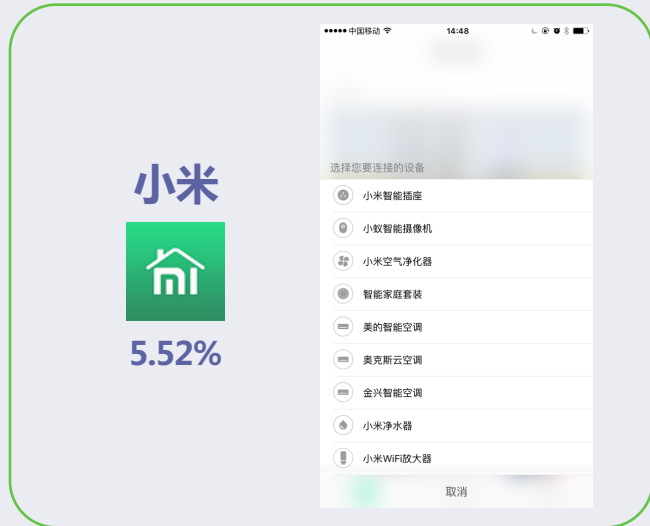 中国移动
14:48
小米
5.52%
选择您要连接的设备
小米智能插座
小蚁智能摄像机
小米空气净化器
智能家庭套装
美的智能空调
奥克斯云空调
金兴智能空调
小米净水器
小米WiFi放大器
取消